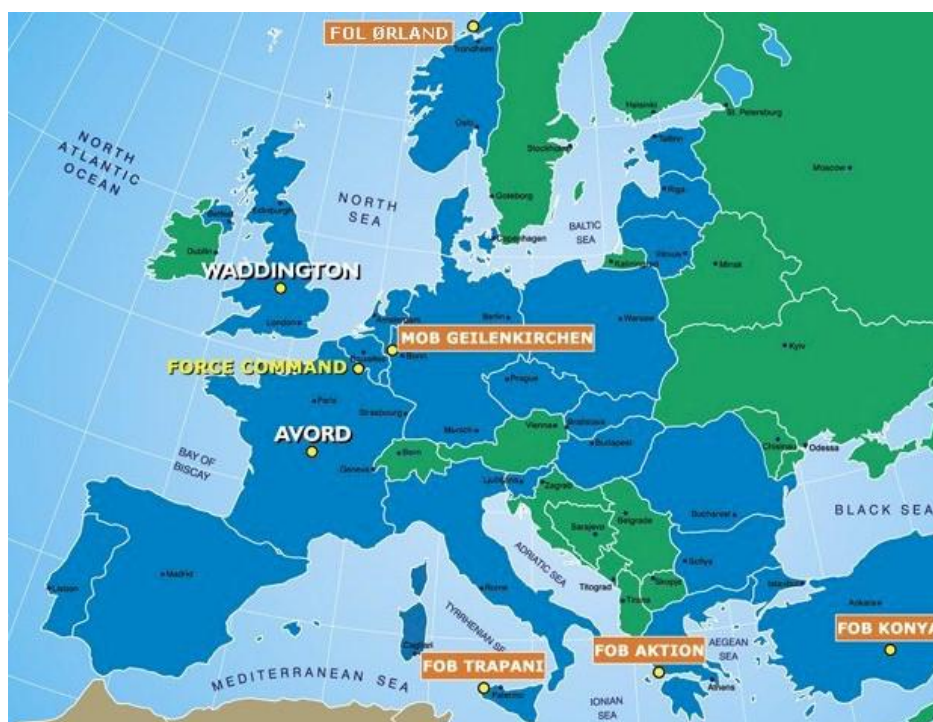 FOL ØRLAND
Trondheim
Helsinki
St. Petersburg
Oslo
Tallinn
Stockholm
NORTH
ATLANTIC
OCEAN
Moscow
NORTH
SEA
Riga
Goteborg
Belfast
Edinburgh
BALTIC
SEA
Copenhagen
Dublin
Vilnius
Kaliningrad
Minsk
WADDINGTON
London
Amsterdam
Berlin
Warsaw
MOB GEILENKIRCHEN
Kyiv
Bonn
FORCE COMMAND
Prague
Paris
Strasbourg
Munich
Vienna
Bratislava
AVORD
Budapest
Chisinau
Odessa
BAY OF
BISCAY
Bern
Geneva
Ljubljana
Zagreb
Belgrade
Bucharest
BLACK SEA
Sarajevo
ADRIATIC SEA
Sofiya
Titograd
Skopje
Istanbul
Madrid
Lisbon
Rome
Tirana
Ankara
TYRRHENIAN SE
Cagliari
FOB KONYA
FOB AKTION
AEGEAN
SEA
FOB TRAPANI
MEDITERRANEAN SEA
Palermo
Athens
IONIAN
SEA